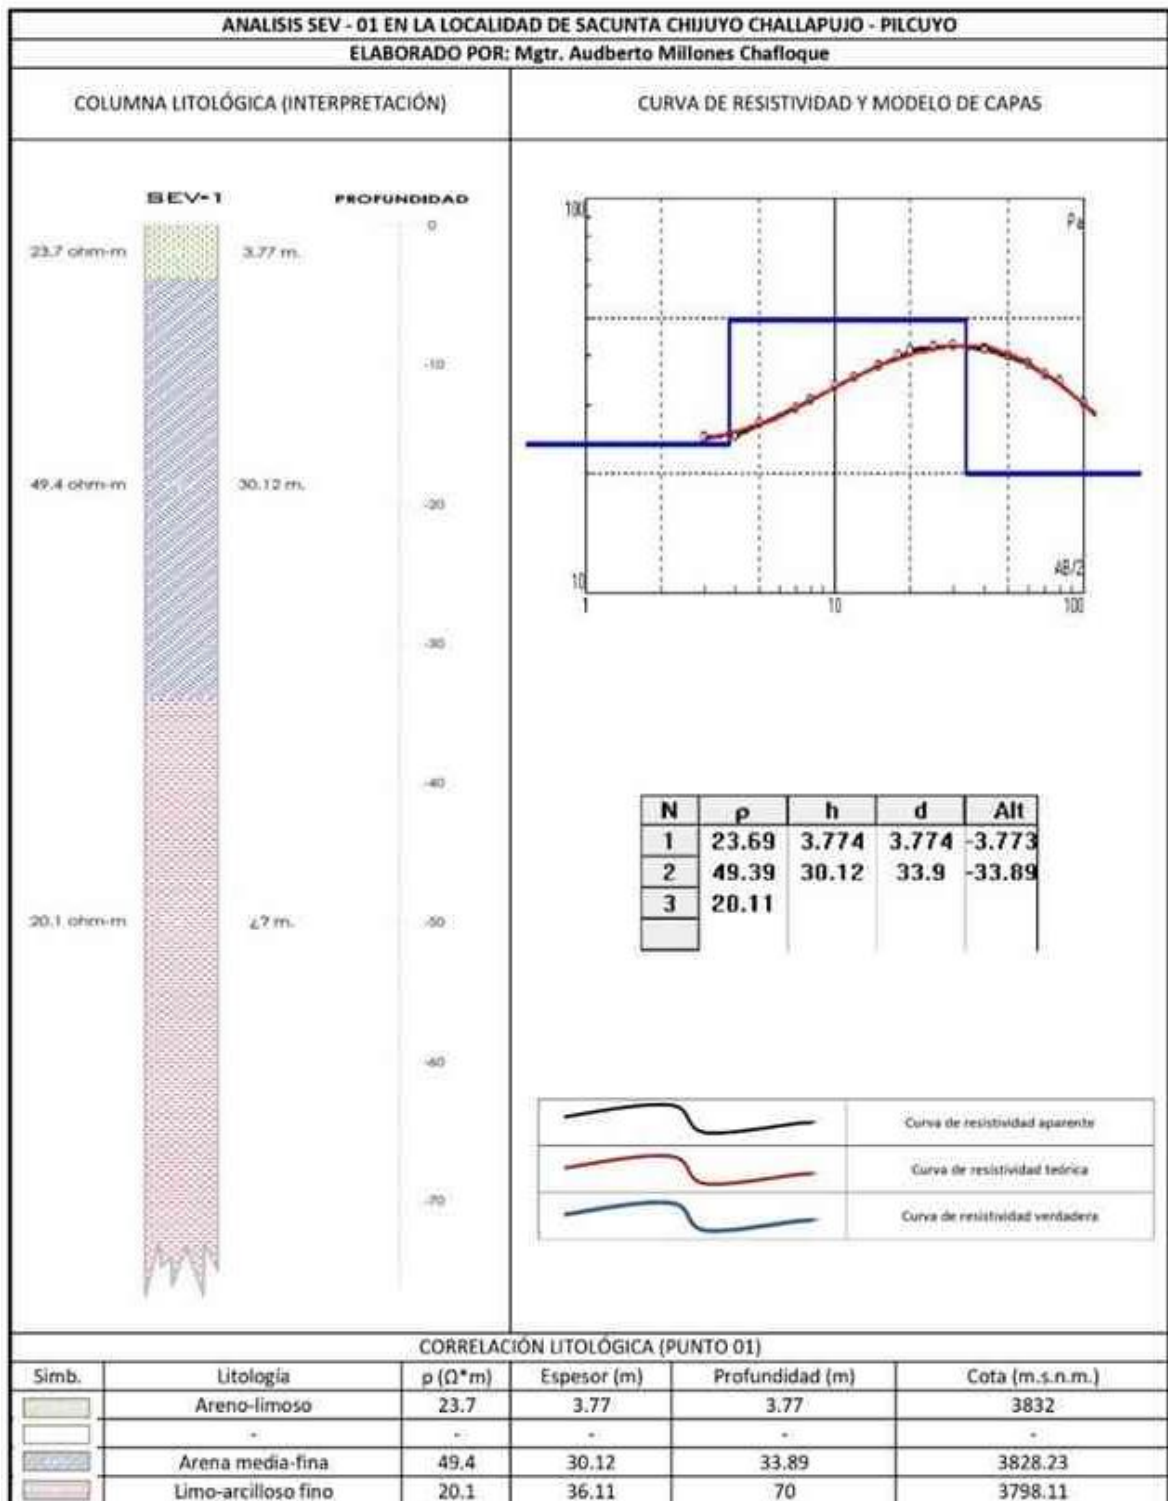 ANALISIS SEV - 01 EN LA LOCALIDAD DE SACUNTA CHIJUYO CHALLAPUJO - PILCUYO
ELABORADO POR: Mgtr. Audberto Millones Chafloque
COLUMNA LITOLÓGICA (INTERPRETACIÓN)
CURVA DE RESISTIVIDAD Y MODELO DE CAPAS
SEV-1
PROFUNDIDAD
0
23.7 ohm-m
3.77 m.
-10
49.4 ohm-m
30.12 m.
-20
-30
-40
20.1 ohm-m
¿? m.
-50
-60
-70
100
Pa
10
AB/2
1
10
100
N ρ h d Alt
1 23.69 3.774 3.774 -3.773
2 49.39 30.12 33.9 -33.89
3 20.11
Curva de resistividad aparente
Curva de resistividad teórica
Curva de resistividad verdadera
CORRELACIÓN LITOLÓGICA (PUNTO 01)
Simb. Litología p (Ω*m) Espesor (m) Profundidad (m) Cota (m.s.n.m.)
Areno-limoso 23.7 3.77 3.77 3832
- - - - -
Arena media-fina 49.4 30.12 33.89 3828.23
Limo-arcilloso fino 20.1 36.11 70 3798.11